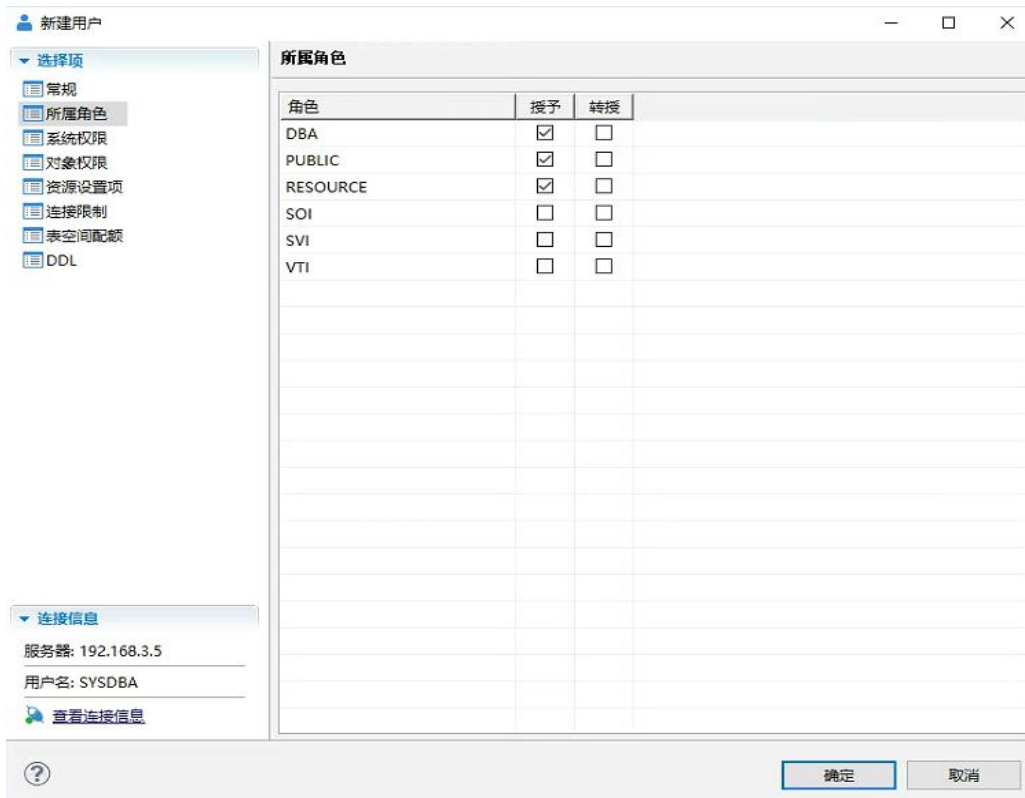 新建用户
选择项
常规
所属角色
系统权限
对象权限
资源设置项
连接限制
表空间配额
DDL
连接信息
服务器: 192.168.3.5
用户名: SYSDBA
查看连接信息
所属角色
角色 授予 转授
DBA
PUBLIC
RESOURCE
SOI
SVI
VTI
确定 取消